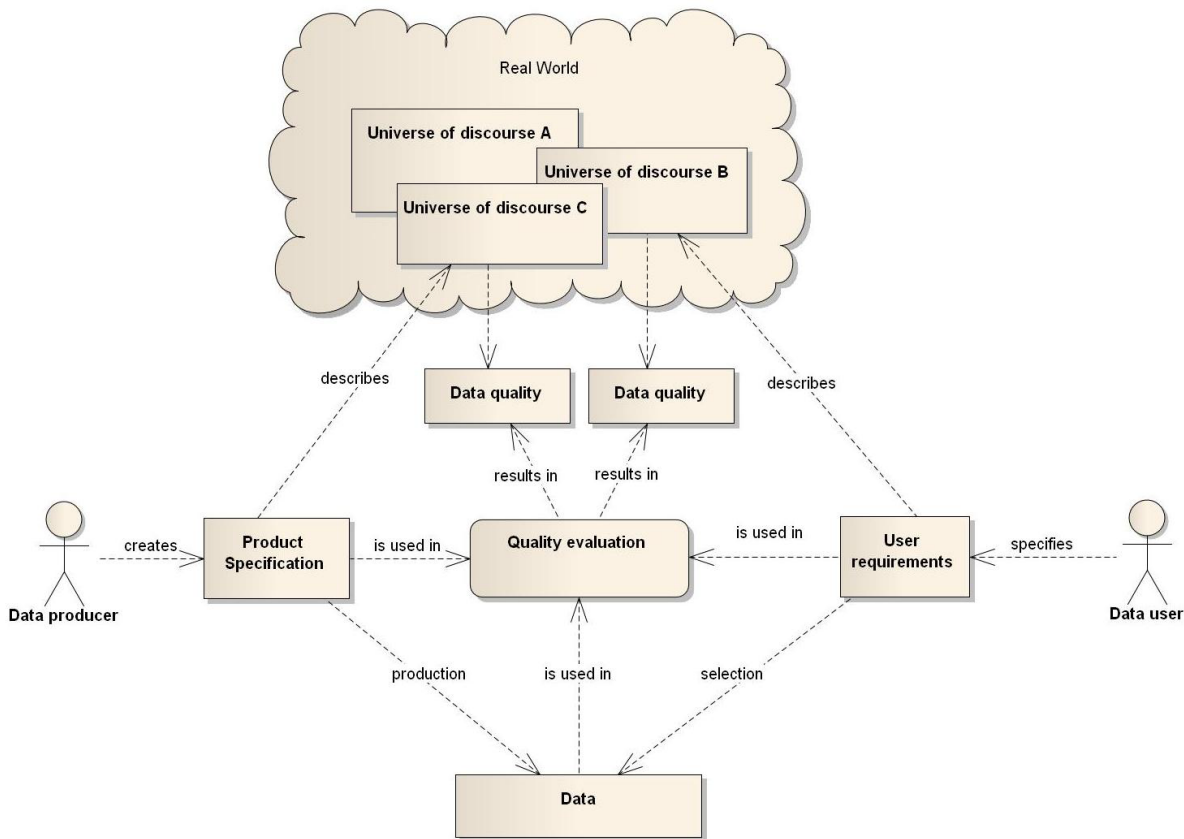 Real World
Universe of discourse A
Universe of discourse B
Universe of discourse C
describes
describes
Data quality
Data quality
results in
results in
creates
Product
Specification
is used in
Quality evaluation
is used in
User
requirements
specifies
Data producer
Data user
production
is used in
selection
Data